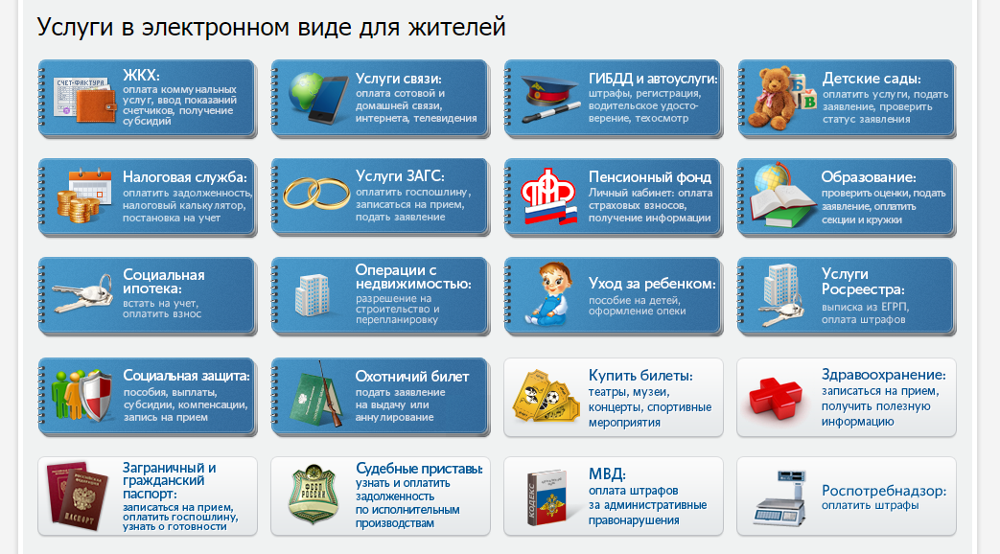 Услуги в электронном виде для жителей
СЧЕТ-ФАКТУРА
ЖКХ:
оплата коммунальных
услуг, ввод показаний
счетчиков, получение
субсидий
Услуги связи:
оплата сотовой и
домашней связи,
интернета, телевидения
ГИБДД и автоуслуги:
штрафы, регистрация,
водительское удосто-
верение, техосмотр
Б
В
Детские сады:
оплатить услуги, подать
заявление, проверить
статус заявления
Налоговая служба:
оплатить задолженность,
налоговый калькулятор,
постановка на учет
Услуги ЗАГС:
оплатить госпошлину,
записаться на прием,
подать заявление
Пенсионный фонд
Личный кабинет: оплата
страховых взносов,
получение информации
Образование:
проверить оценки, подать
заявление, оплатить
секции и кружки
Социальная
ипотека:
встать на учет,
оплатить взнос
Операции с
недвижимостью:
разрешение на
строительство и
перепланировку
Уход за ребенком:
пособие на детей,
оформление опеки
Услуги
Росреестра:
выписка из ЕГРП,
оплата штрафов
Социальная защита:
пособия, выплаты,
субсидии, компенсации,
запись на прием
Охотничий билет
подать заявление
на выдачу или
аннулирование
Купить билеты:
театры, музеи,
концерты, спортивные
мероприятия
Здравоохранение:
записаться на прием,
получить полезную
информацию
ПАСПОРТ
Заграничный и
гражданский
паспорт:
записаться на прием,
оплатить госпошлину,
узнать о готовности
ФССП
РОССИИ
Судебные приставы:
узнать и оплатить
задолженность
по исполнительным
производствам
КОДЕКС
МВД:
оплата штрафов
за административные
правонарушения
Роспотребнадзор:
оплатить штрафы